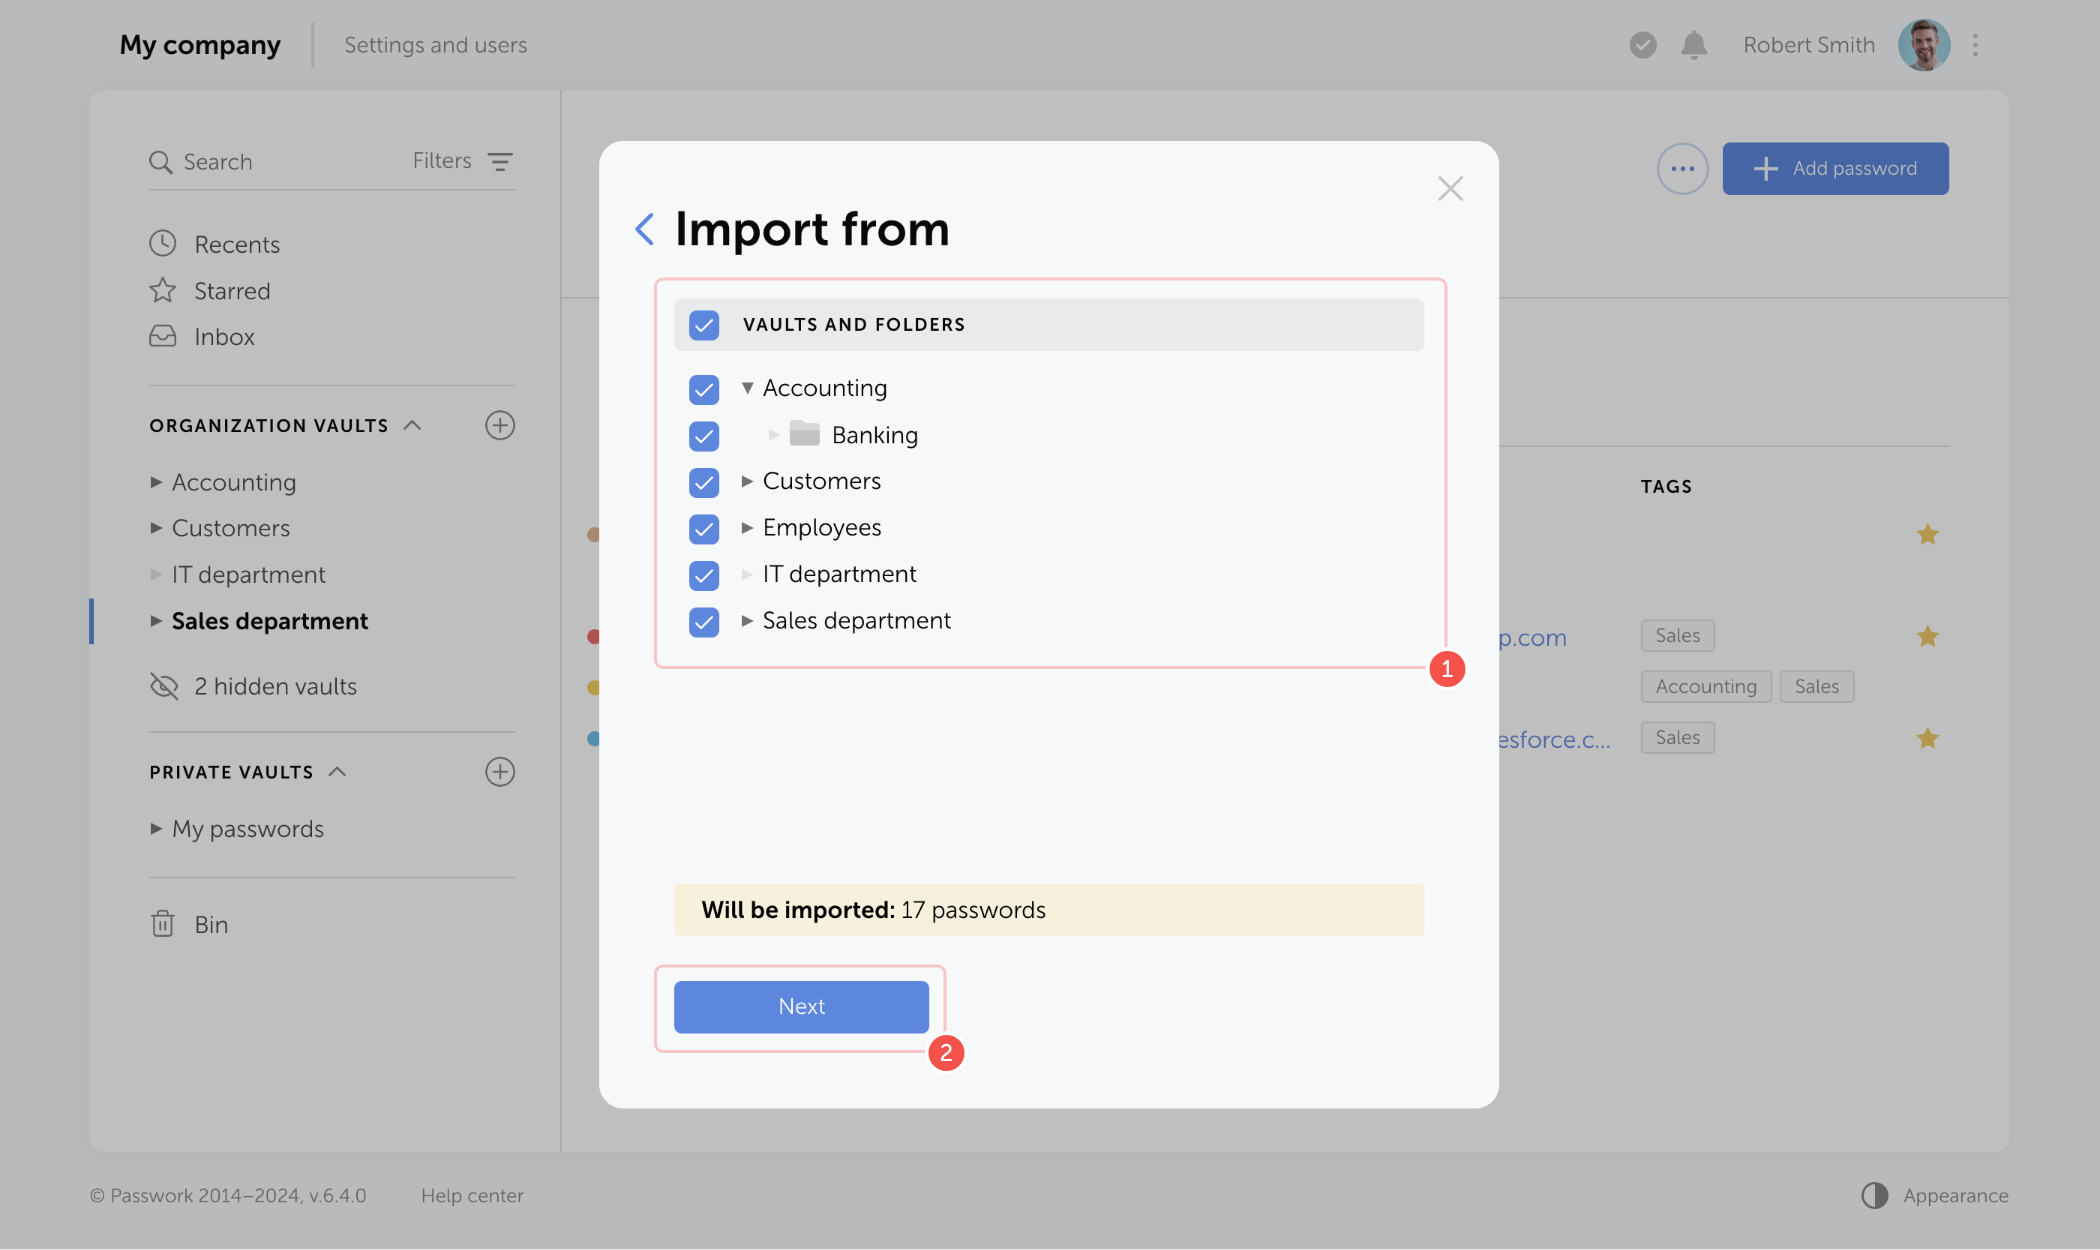 My company
Settings and users
Robert Smith
Search
Filters
Recents
Starred
Inbox
ORGANIZATION VAULTS
Accounting
Customers
IT department
Sales department
2 hidden vaults
PRIVATE VAULTS
My passwords
Bin
Import from
VAULTS AND FOLDERS
Accounting
Banking
Customers
Employees
IT department
Sales department
1
Will be imported: 17 passwords
Next
2
Add password
TAGS
p.com
Sales
Accounting Sales
esforce.c...
Sales
© Passwork 2014–2024, v.6.4.0
Help center
Appearance